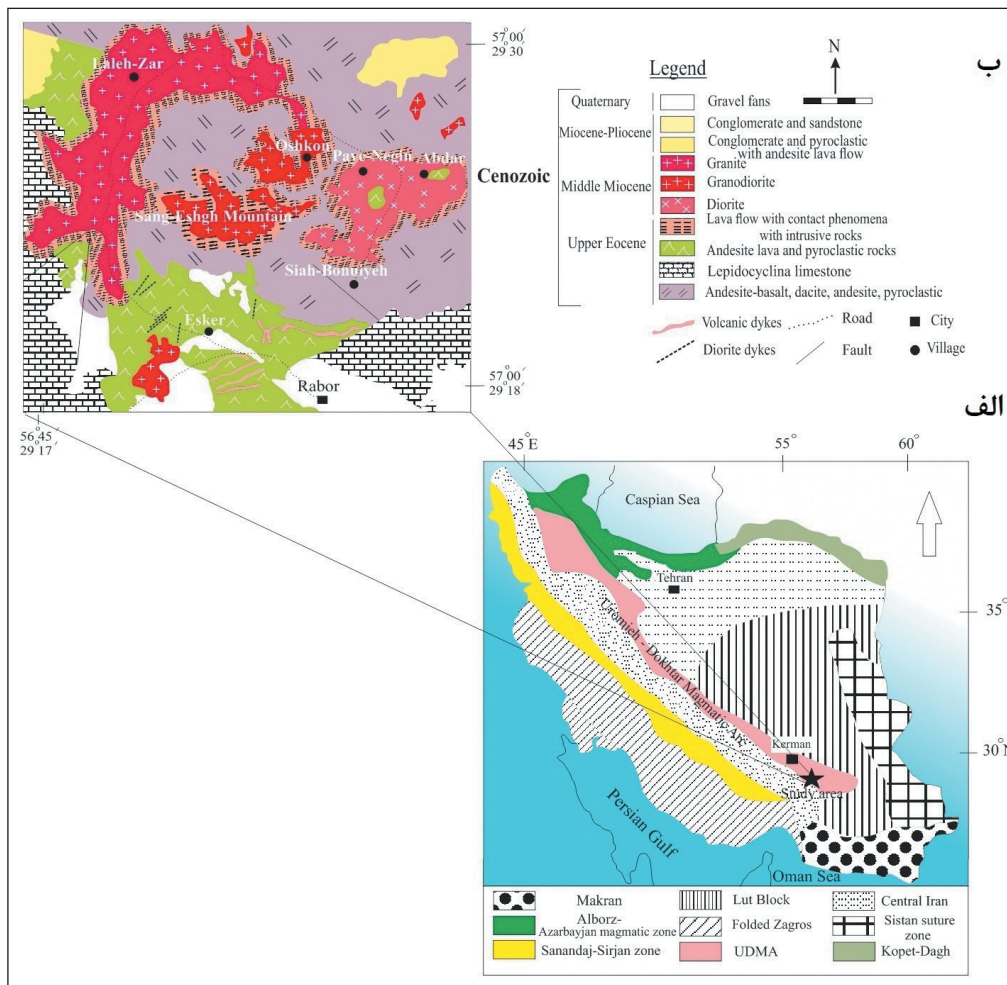 ب
57°00′
29°30′
N
Legend
Laleh-Zar
Oshkon
Paye-Negin
Abdar
Sang-Eshgh Mountain
Siah-Bonuiyeh
Esker
Rabor
57°00′
29°18′
56°45′
29°17′
Cenozoic
Quaternary
Gravel fans
Miocene-Pliocene
Conglomerate and sandstone
Conglomerate and pyroclastic
with andesite lava flow
Middle Miocene
Granite
Granodiorite
Diorite
Upper Eocene
Lava flow with contact phenomena
with intrusive rocks
Andesite lava and pyroclastic rocks
Lepidocyclina limestone
Andesite-basalt, dacite, andesite, pyroclastic
Volcanic dykes
Road
City
Diorite dykes
Fault
Village
الف
45°E
55°
60°
Caspian Sea
Tehran
35°
Uromieh - Dokhtar Magmatic Arc
Kerman
30°N
Study area
Persian Gulf
Oman Sea
Makran
Lut Block
Central Iran
Alborz-
Azarbayjan magmatic zone
Folded Zagros
Sistan suture
zone
Sanandaj-Sirjan zone
UDMA
Kopet-Dagh